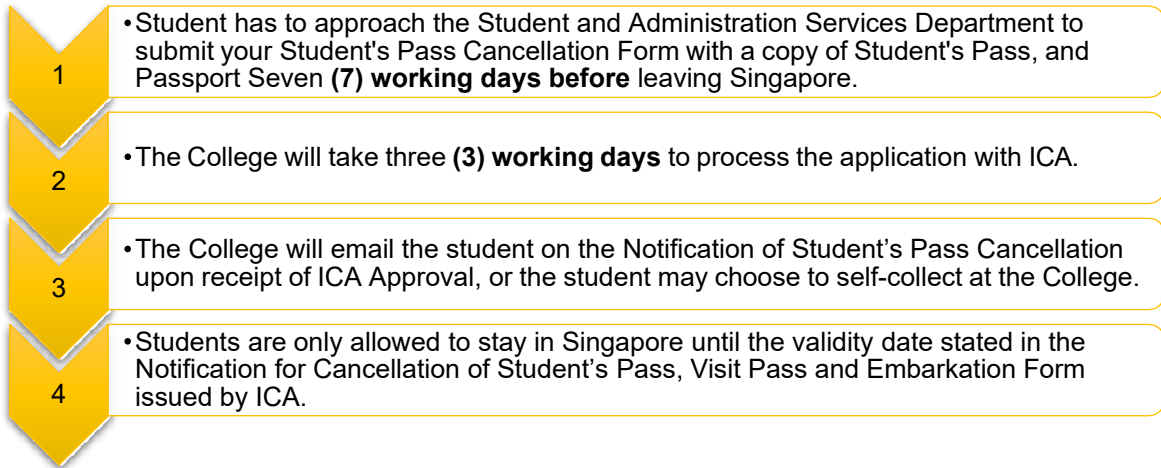 1
•Student has to approach the Student and Administration Services Department to
submit your Student's Pass Cancellation Form with a copy of Student's Pass, and
Passport Seven (7) working days before leaving Singapore.
2
•The College will take three (3) working days to process the application with ICA.
3
•The College will email the student on the Notification of Student’s Pass Cancellation
upon receipt of ICA Approval, or the student may choose to self-collect at the College.
4
•Students are only allowed to stay in Singapore until the validity date stated in the
Notification for Cancellation of Student’s Pass, Visit Pass and Embarkation Form
issued by ICA.